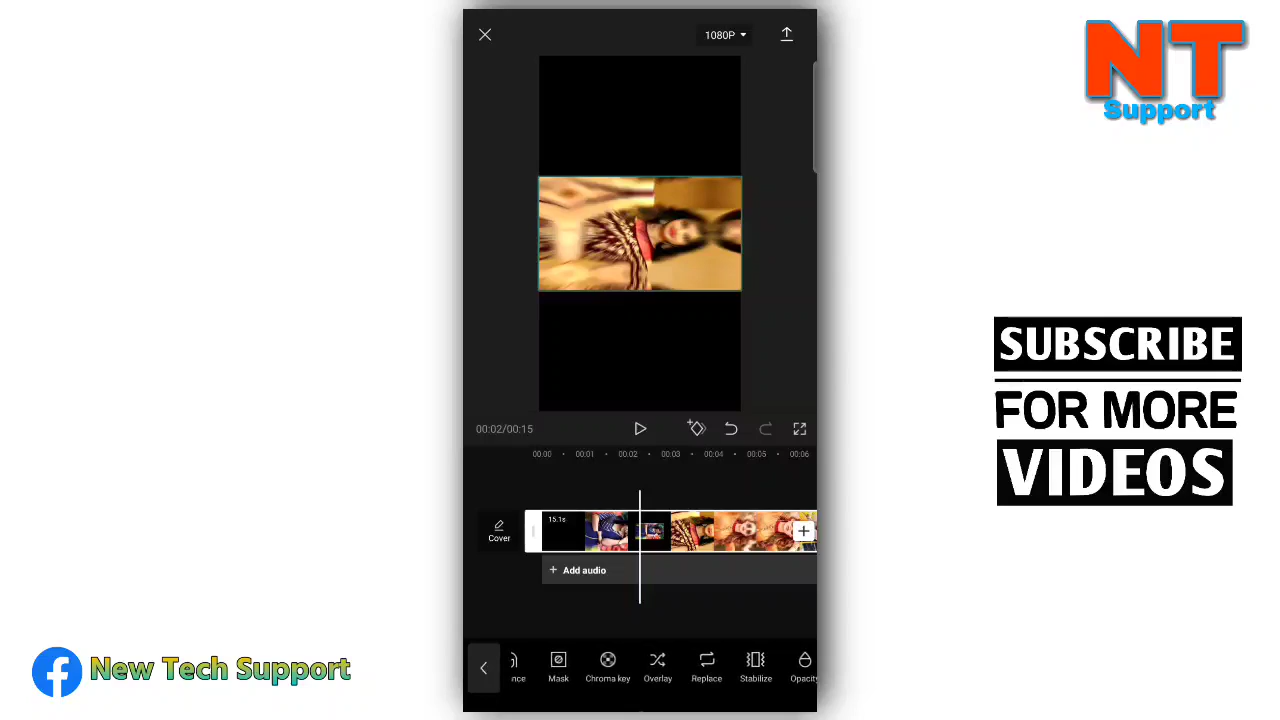 1080P
NT
Support
00:02/00:15
00:00 00:01 00:02 00:03 00:04 00:05 00:06
15.1s
Cover
+ Add audio
nce Mask Chroma key Overlay Replace Stabilize Opacity
SUBSCRIBE
FOR MORE
VIDEOS
New Tech Support